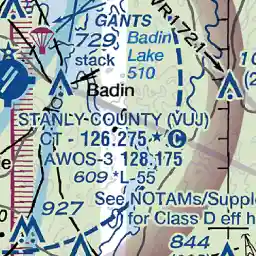 GANTS
VR1721
729
Badin
Lake
stack
510
Badin
STANLY COUNTY (VUJ)
CT - 126.275 * C
AWOS-3 128.175
609 *L-55
See NOTAMs/Supple
927
for Class D eff h
844